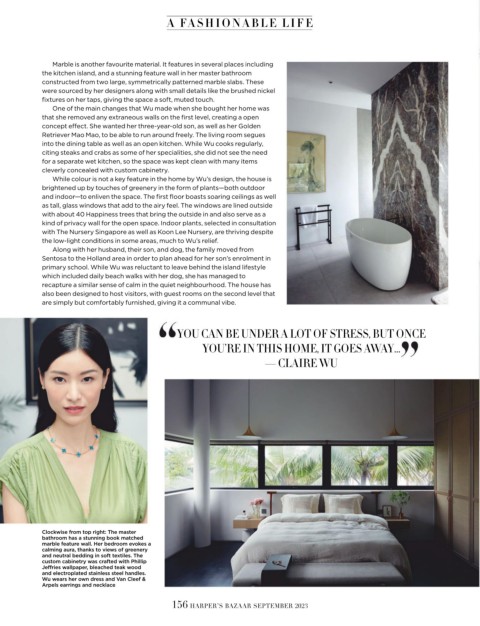 A FASHIONABLE LIFE
Marble is another favourite material. It features in several places including
the kitchen island, and a stunning feature wall in her master bathroom
constructed from two large, symmetrically patterned marble slabs. These
were sourced by her designers along with small details like the brushed nickel
fixtures on her taps, giving the space a soft, muted touch.
One of the main changes that Wu made when she bought her home was
that she removed any extraneous walls on the first level, creating a open
concept effect. She wanted her three-year-old son, as well as her Golden
Retriever Mao Mao, to be able to run around freely. The living room segues
into the dining table as well as an open kitchen. While Wu cooks regularly,
citing steaks and crabs as some of her specialities, she did not see the need
for a separate wet kitchen, so the space was kept clean with many items
cleverly concealed with custom cabinetry.
While colour is not a key feature in the home by Wu's design, the house is
brightened up by touches of greenery in the form of plants—both outdoor
and indoor—to enliven the space. The first floor boasts soaring ceilings as well
as tall, glass windows that add to the airy feel. The windows are lined outside
with about 40 Happiness trees that bring the outside in and also serve as a
kind of privacy wall for the open space. Indoor plants, selected in consultation
with The Nursery Singapore as well as Koon Lee Nursery, are thriving despite
the low-light conditions in some areas, much to Wu's relief.
Along with her husband, their son, and dog, the family moved from
Sentosa to the Holland area in order to plan ahead for her son's enrolment in
primary school. While Wu was reluctant to leave behind the island lifestyle
which included daily beach walks with her dog, she has managed to
recapture a similar sense of calm in the quiet neighbourhood. The house has
also been designed to host visitors, with guest rooms on the second level that
are simply but comfortably furnished, giving it a communal vibe.
“YOU CAN BE UNDER A LOT OF STRESS, BUT ONCE
YOU'RE IN THIS HOME, IT GOES AWAY...”
— CLAIRE WU
Clockwise from top right: The master
bathroom has a stunning book matched
marble feature wall. Her bedroom evokes a
calming aura, thanks to views of greenery
and neutral bedding in soft textiles. The
custom cabinetry was crafted with Phillip
Jeffries wallpaper, bleached teak wood
and electroplated stainless steel handles.
Wu wears her own dress and Van Cleef &
Arpels earrings and necklace
156 HARPER'S BAZAAR SEPTEMBER 2023